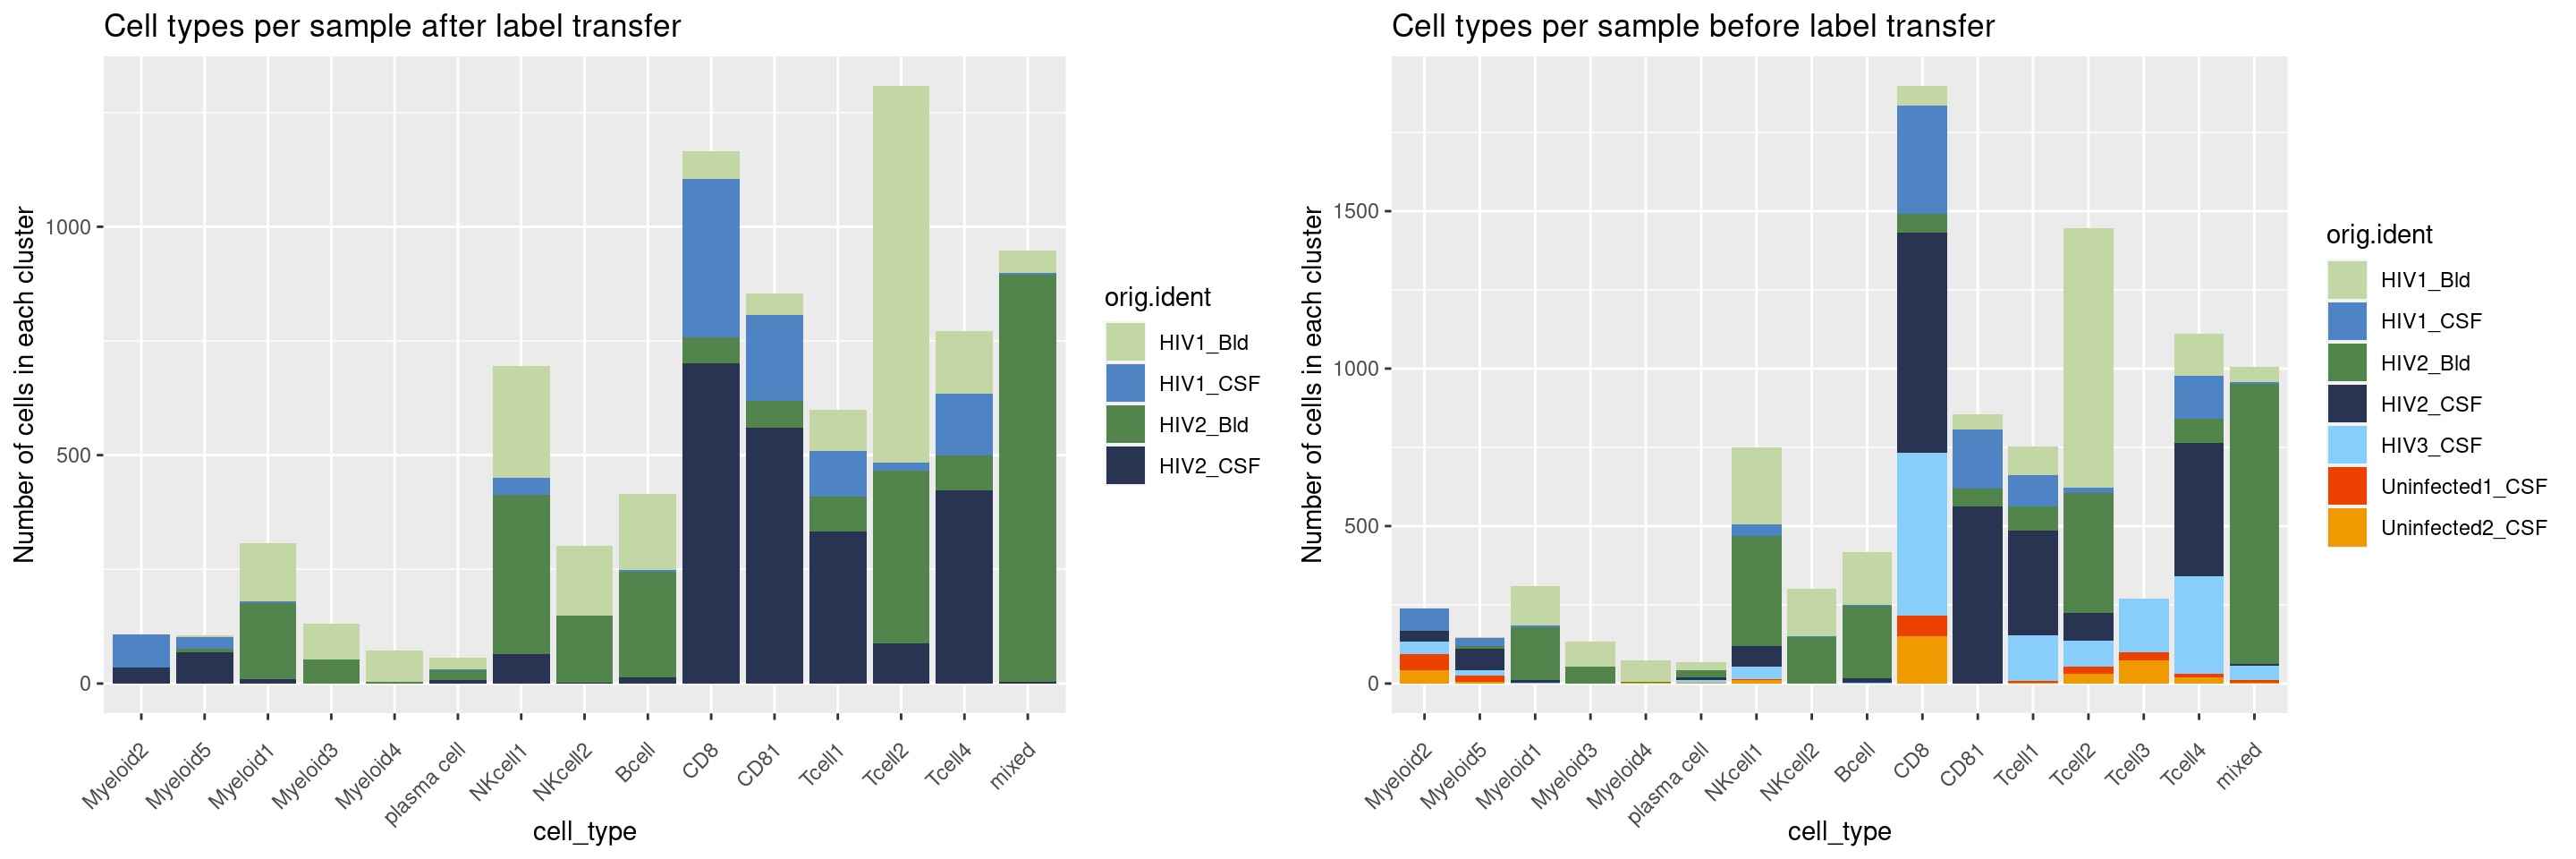 Cell types per sample after label transfer
Number of cells in each cluster
1000
500
0
Myeloid2
Myeloid5
Myeloid1
Myeloid3
Myeloid4
plasma cell
NKcell1
NKcell2
Bcell
CD8
CD81
Tcell1
Tcell2
Tcell4
mixed
cell_type
orig.ident
HIV1_Bld
HIV1_CSF
HIV2_Bld
HIV2_CSF
Cell types per sample before label transfer
Number of cells in each cluster
1500
1000
500
0
Myeloid2
Myeloid5
Myeloid1
Myeloid3
Myeloid4
plasma cell
NKcell1
NKcell2
Bcell
CD8
CD81
Tcell1
Tcell2
Tcell3
Tcell4
mixed
cell_type
orig.ident
HIV1_Bld
HIV1_CSF
HIV2_Bld
HIV2_CSF
HIV3_CSF
Uninfected1_CSF
Uninfected2_CSF